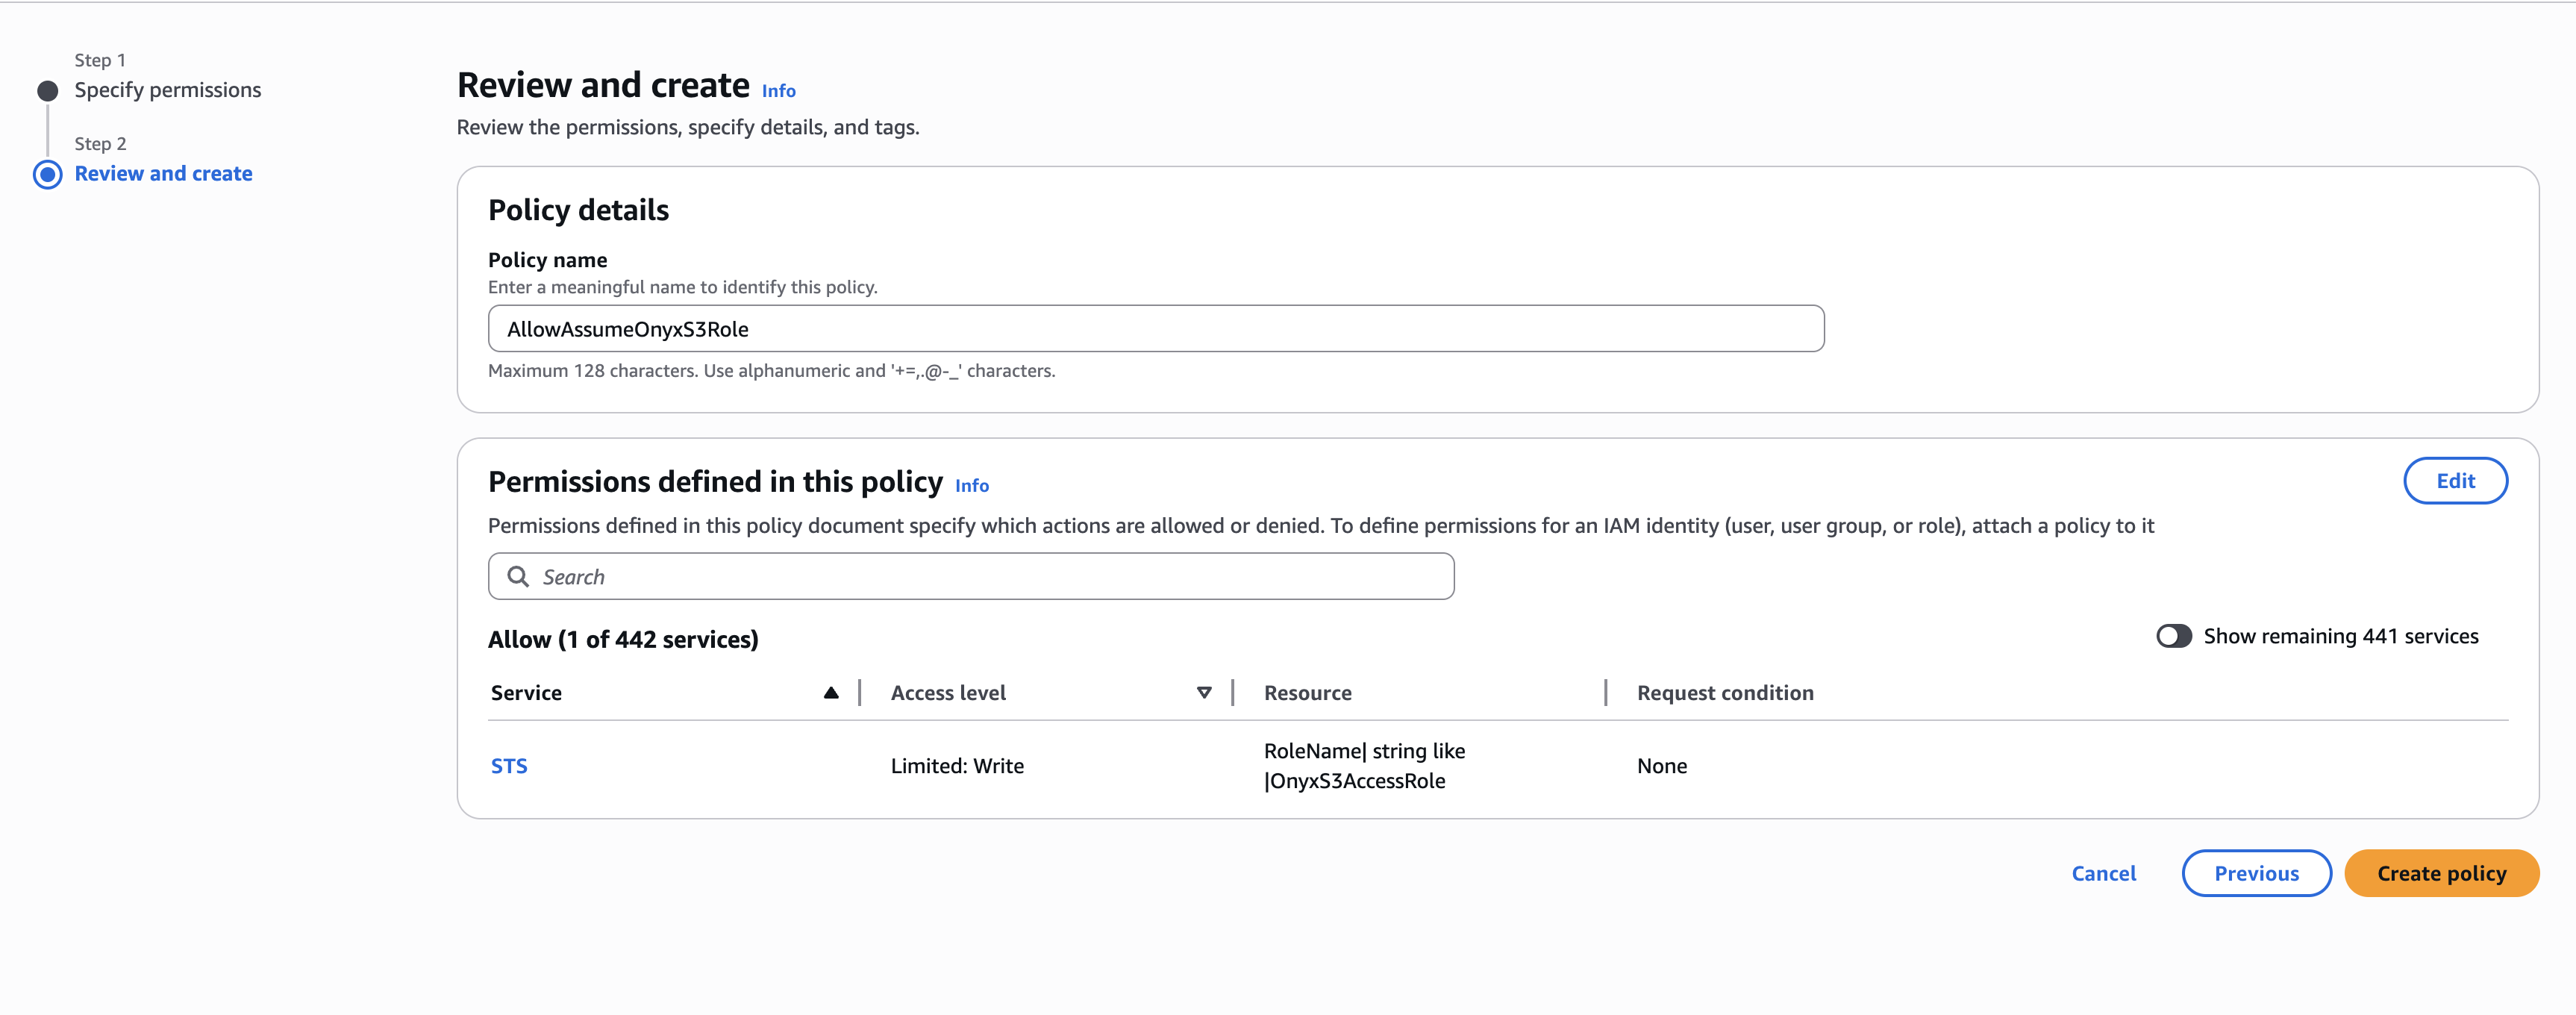 Step 1
Specify permissions
Step 2
Review and create
Review and create Info
Review the permissions, specify details, and tags.
Policy details
Policy name
Enter a meaningful name to identify this policy.
AllowAssumeOnyxS3Role
Maximum 128 characters. Use alphanumeric and '+=,.@-_' characters.
Permissions defined in this policy Info
Edit
Permissions defined in this policy document specify which actions are allowed or denied. To define permissions for an IAM identity (user, user group, or role), attach a policy to it
Search
Allow (1 of 442 services)
Show remaining 441 services
Service Access level Resource Request condition
STS Limited: Write RoleName| string like |OnyxS3AccessRole None
Cancel Previous Create policy